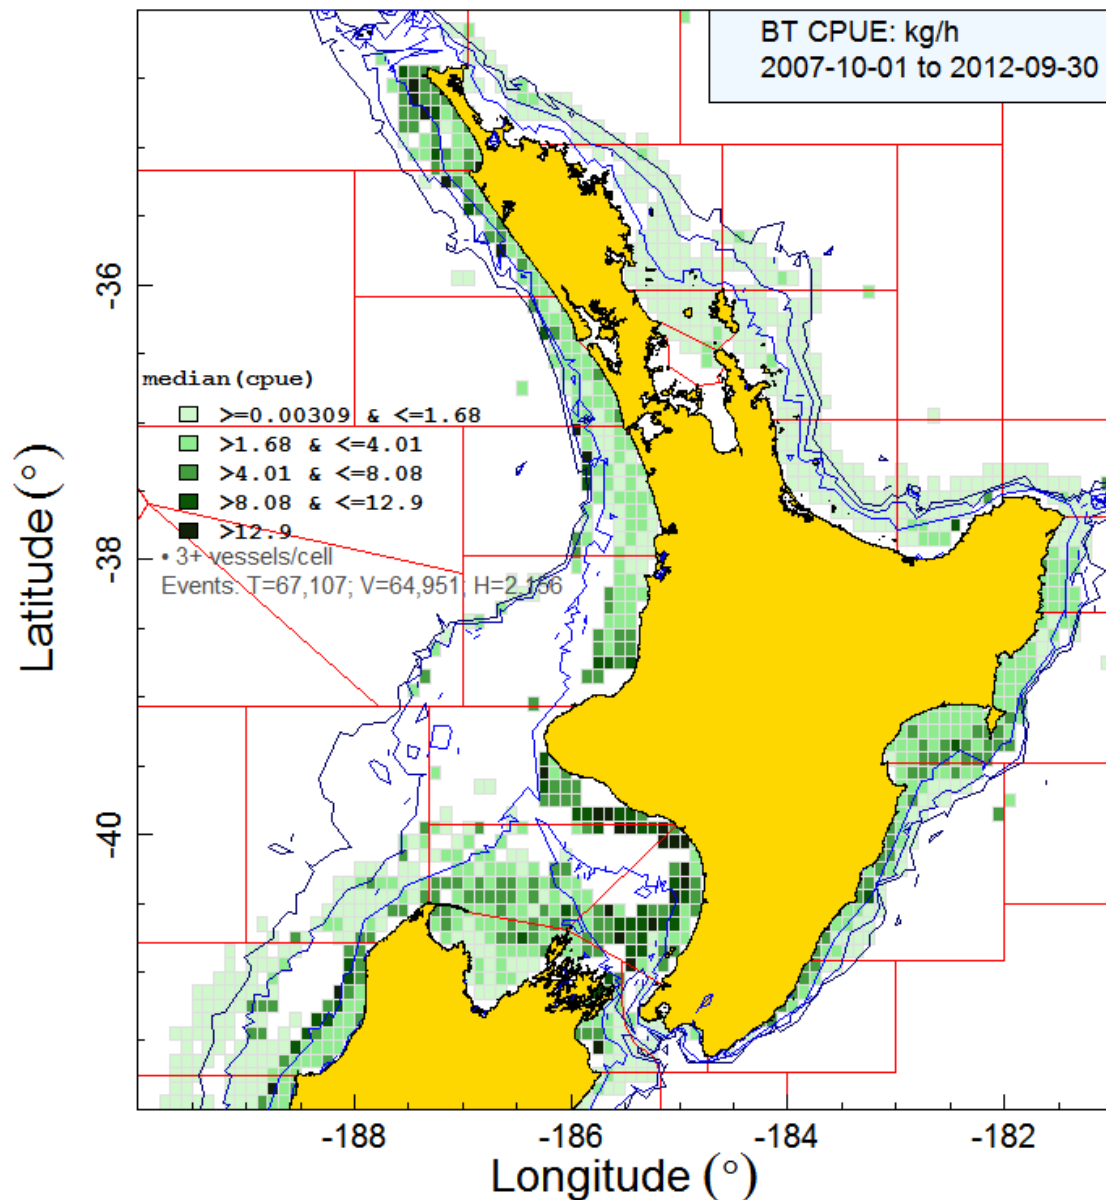 BT CPUE: kg/h
2007-10-01 to 2012-09-30
median(cpue)
>=0.00309 & <=1.68
>1.68 & <=4.01
>4.01 & <=8.08
>8.08 & <=12.9
>12.9
• 3+ vessels/cell
Events: T=67,107; V=64,951; H=2,156
Latitude (°)
-36
-38
-40
-188
-186
-184
-182
Longitude (°)